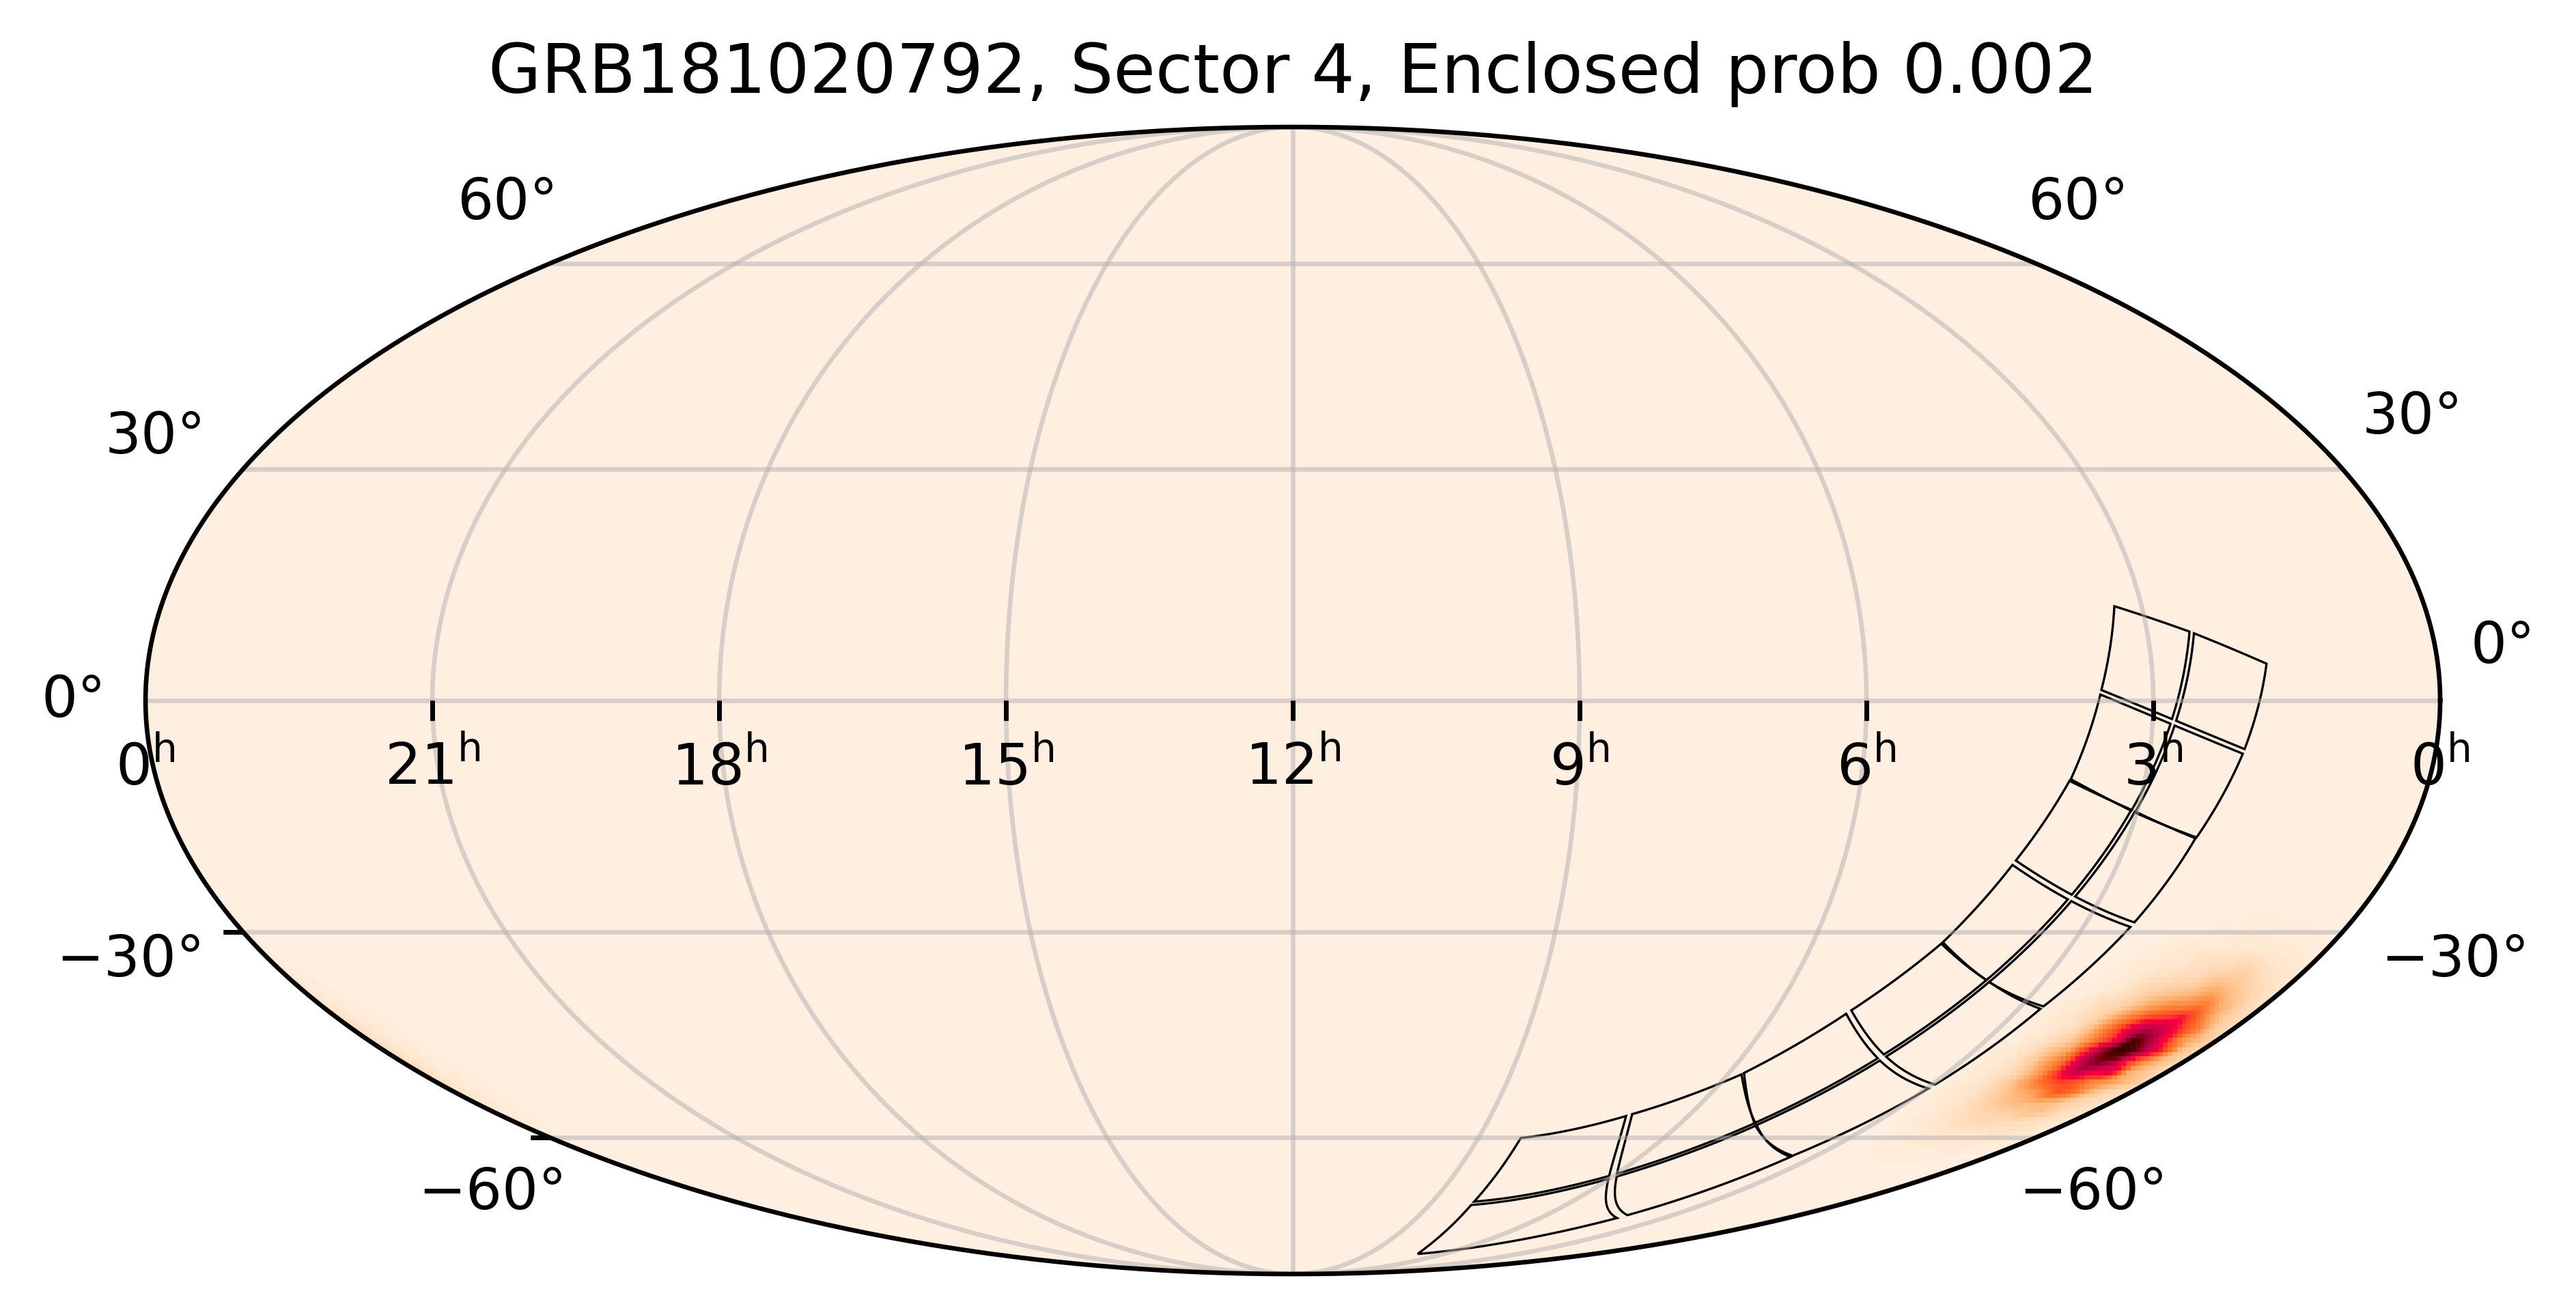 GRB181020792, Sector 4, Enclosed prob 0.002
60° 60°
30° 30°
0° 0°
0h 21h 18h 15h 12h 9h 6h 3h 0h
−30° −30°
−60° −60°